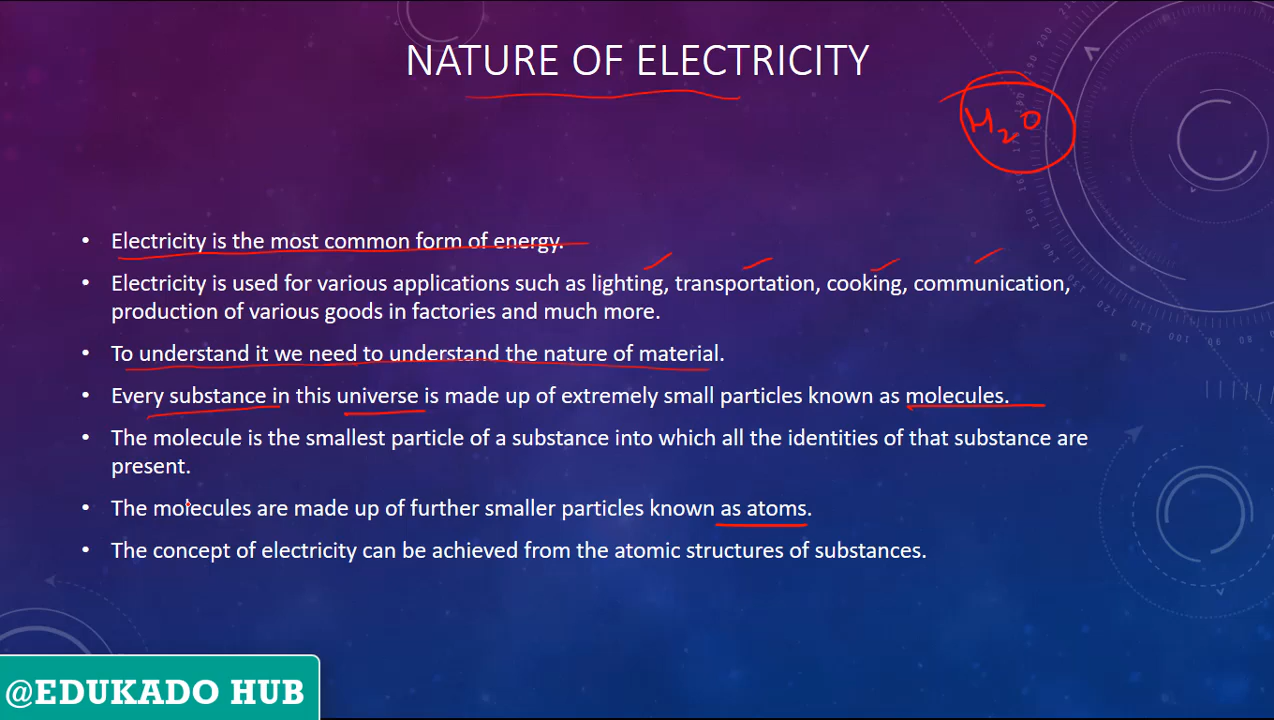 NATURE OF ELECTRICITY
H2O
• Electricity is the most common form of energy.
• Electricity is used for various applications such as lighting, transportation, cooking, communication,
production of various goods in factories and much more.
• To understand it we need to understand the nature of material.
• Every substance in this universe is made up of extremely small particles known as molecules.
• The molecule is the smallest particle of a substance into which all the identities of that substance are
present.
• The molecules are made up of further smaller particles known as atoms.
• The concept of electricity can be achieved from the atomic structures of substances.
@EDUKADO HUB